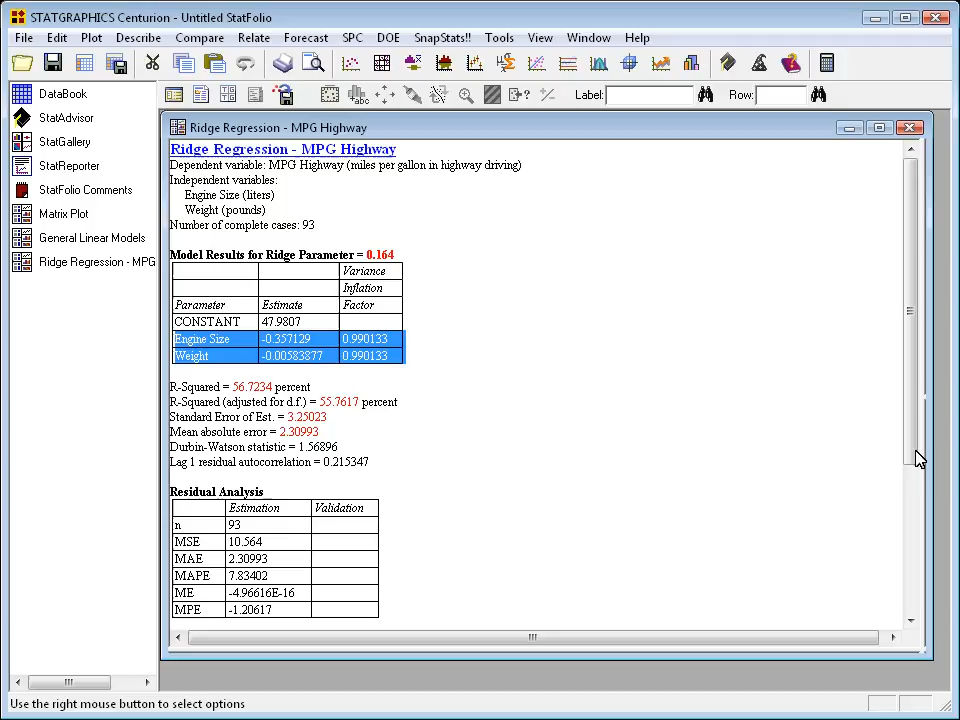 STATGRAPHICS Centurion - Untitled StatFolio
File Edit Plot Describe Compare Relate Forecast SPC DOE SnapStats!! Tools View Window Help
Label: Row:
DataBook
StatAdvisor
StatGallery
StatReporter
StatFolio Comments
Matrix Plot
General Linear Models
Ridge Regression - MPG
Ridge Regression - MPG Highway
Ridge Regression - MPG Highway
Dependent variable: MPG Highway (miles per gallon in highway driving)
Independent variables:
Engine Size (liters)
Weight (pounds)
Number of complete cases: 93
Model Results for Ridge Parameter = 0.164
Variance
Inflation
Parameter Estimate Factor
CONSTANT 47.9807
Engine Size -0.357129 0.990133
Weight -0.00583877 0.990133
R-Squared = 56.7234 percent
R-Squared (adjusted for d.f.) = 55.7617 percent
Standard Error of Est. = 3.25023
Mean absolute error = 2.30993
Durbin-Watson statistic = 1.56896
Lag 1 residual autocorrelation = 0.215347
Residual Analysis
Estimation Validation
n 93
MSE 10.564
MAE 2.30993
MAPE 7.83402
ME -4.96616E-16
MPE -1.20617
Use the right mouse button to select options